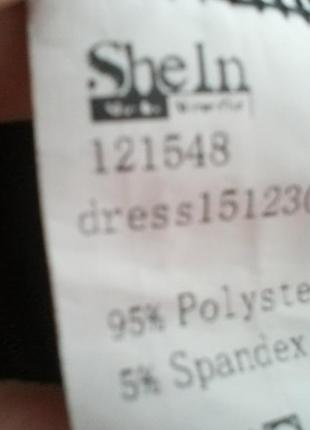 SheIn
121548
dress15123
95% Polyste
5% Spandex